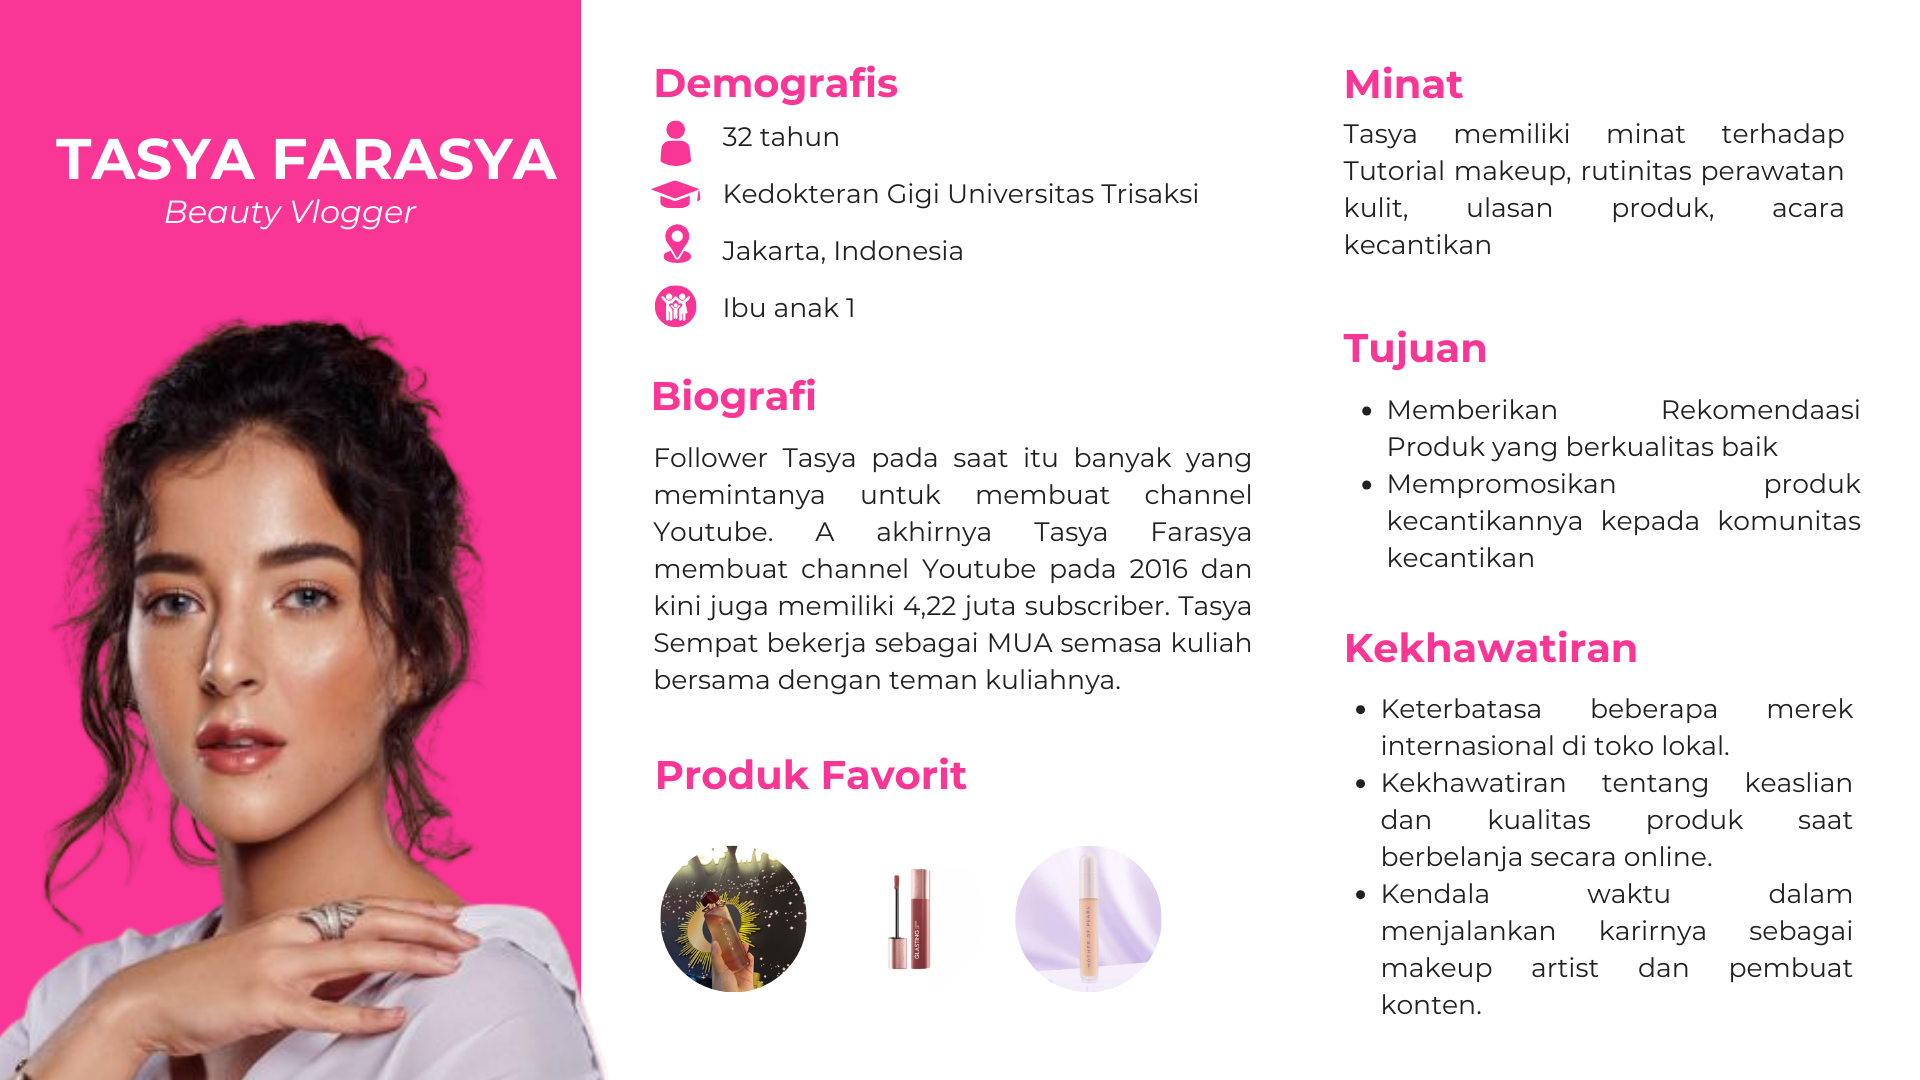 TASYA FARASYA
Beauty Vlogger
Demografis
32 tahun
Kedokteran Gigi Universitas Trisaksi
Jakarta, Indonesia
Ibu anak 1
Biografi
Follower Tasya pada saat itu banyak yang
memintanya untuk membuat channel
Youtube. A akhirnya Tasya Farasya
membuat channel Youtube pada 2016 dan
kini juga memiliki 4,22 juta subscriber. Tasya
Sempat bekerja sebagai MUA semasa kuliah
bersama dengan teman kuliahnya.
Produk Favorit
GLASTING
MOTHER OF PEARL
Minat
Tasya memiliki minat terhadap
Tutorial makeup, rutinitas perawatan
kulit, ulasan produk, acara
kecantikan
Tujuan
• Memberikan Rekomendaasi
Produk yang berkualitas baik
• Mempromosikan produk
kecantikannya kepada komunitas
kecantikan
Kekhawatiran
• Keterbatasa beberapa merek
internasional di toko lokal.
• Kekhawatiran tentang keaslian
dan kualitas produk saat
berbelanja secara online.
• Kendala waktu dalam
menjalankan karirnya sebagai
makeup artist dan pembuat
konten.